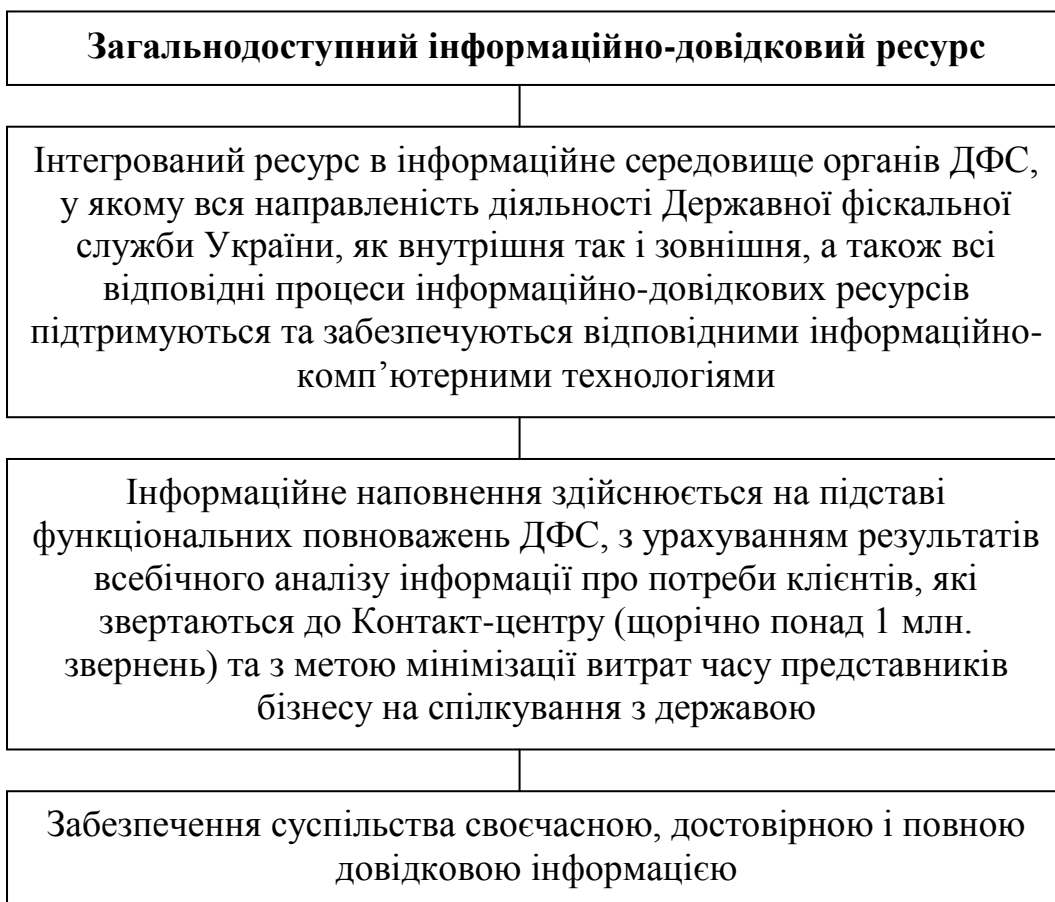 Загальнодоступний інформаційно-довідковий ресурс
Інтегрований ресурс в інформаційне середовище органів ДФС,
у якому вся направленість діяльності Державної фіскальної
служби України, як внутрішня так і зовнішня, а також всі
відповідні процеси інформаційно-довідкових ресурсів
підтримуються та забезпечуються відповідними інформаційно-
комп’ютерними технологіями
Інформаційне наповнення здійснюється на підставі
функціональних повноважень ДФС, з урахуванням результатів
всебічного аналізу інформації про потреби клієнтів, які
звертаються до Контакт-центру (щорічно понад 1 млн.
звернень) та з метою мінімізації витрат часу представників
бізнесу на спілкування з державою
Забезпечення суспільства своєчасною, достовірною і повною
довідковою інформацією